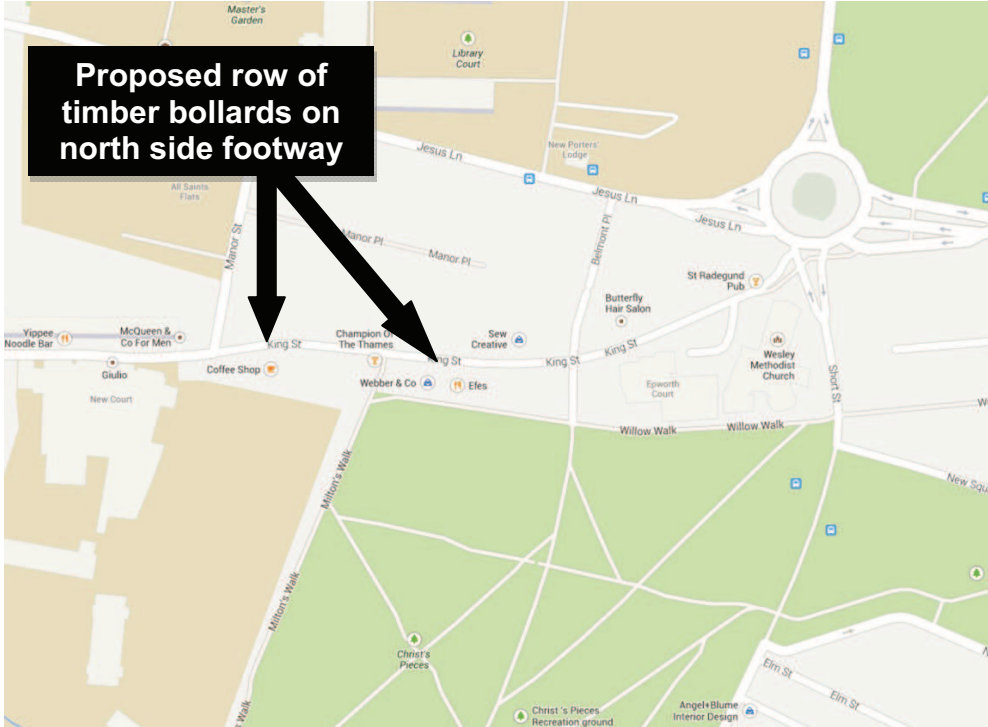 Master's
Garden
Library
Court
Proposed row of
timber bollards on
north side footway
Jesus Ln
New Porters'
Lodge
All Saints
Flats
Jesus Ln
Jesus Ln
Manor St
Manor Pl
Manor Pl
Belmont Pl
St Radegund
Pub
Butterfly
Hair Salon
Yippee
Noodle Bar
McQueen &
Co For Men
King St
Champion Of
The Thames
Sew
Creative
King St
King St
King St
Wesley
Methodist
Church
Giulio
Coffee Shop
Webber & Co
Efes
Epworth
Court
Short St
New Court
Willow Walk
Willow Walk
Milton's Walk
New Squ
Milton's Walk
Christ's
Pieces
Elm St
Elm St
Christ 's Pieces
Recreation ground
Angel+Blume
Interior Design